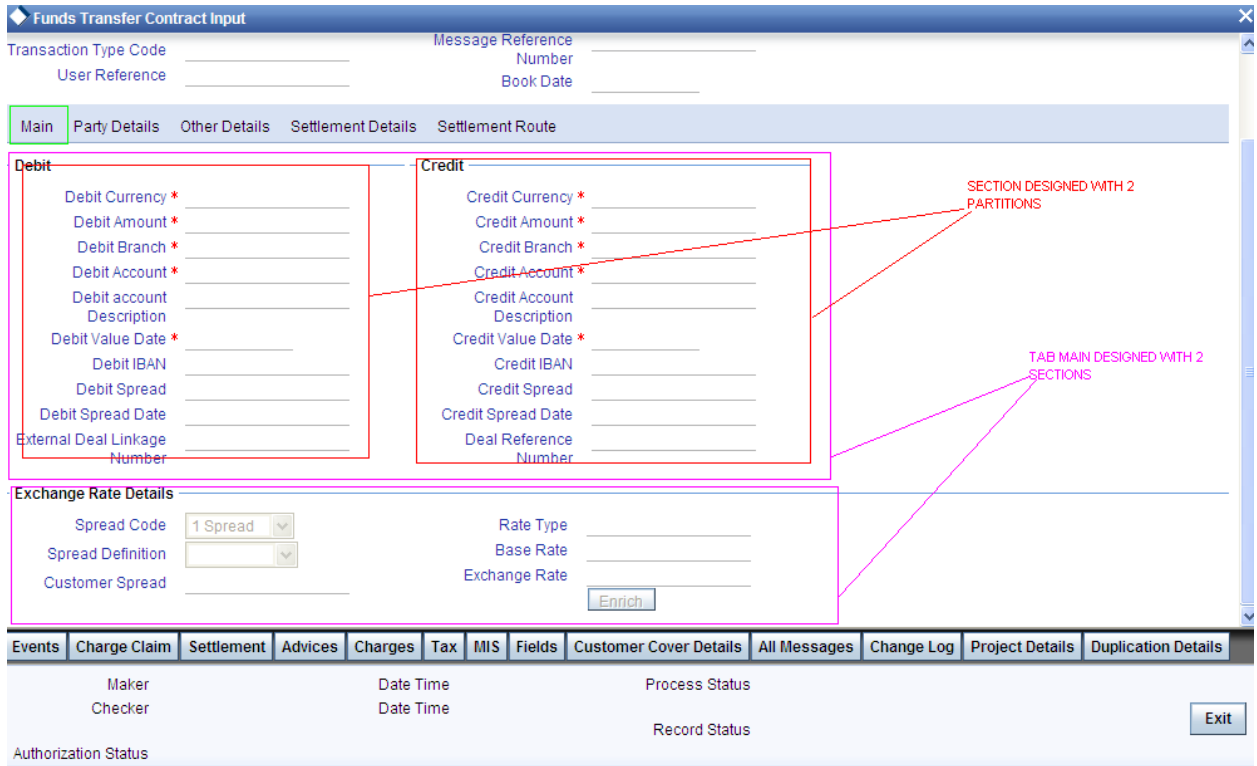 Funds Transfer Contract Input
Transaction Type Code
Message Reference
Number
User Reference
Book Date
Main Party Details Other Details Settlement Details Settlement Route
Debit
Credit
Debit Currency *
Debit Amount *
Debit Branch *
Debit Account *
Debit account
Description
Debit Value Date *
Debit IBAN
Debit Spread
Debit Spread Date
External Deal Linkage
Number
Credit Currency *
Credit Amount *
Credit Branch *
Credit Account *
Credit Account
Description
Credit Value Date *
Credit IBAN
Credit Spread
Credit Spread Date
Deal Reference
Number
SECTION DESIGNED WITH 2
PARTITIONS
TAB MAIN DESIGNED WITH 2
SECTIONS
Exchange Rate Details
Spread Code 1 Spread
Spread Definition
Customer Spread
Rate Type
Base Rate
Exchange Rate
Enrich
Events Charge Claim Settlement Advices Charges Tax MIS Fields Customer Cover Details All Messages Change Log Project Details Duplication Details
Maker Date Time Process Status
Checker Date Time
Record Status
Exit
Authorization Status